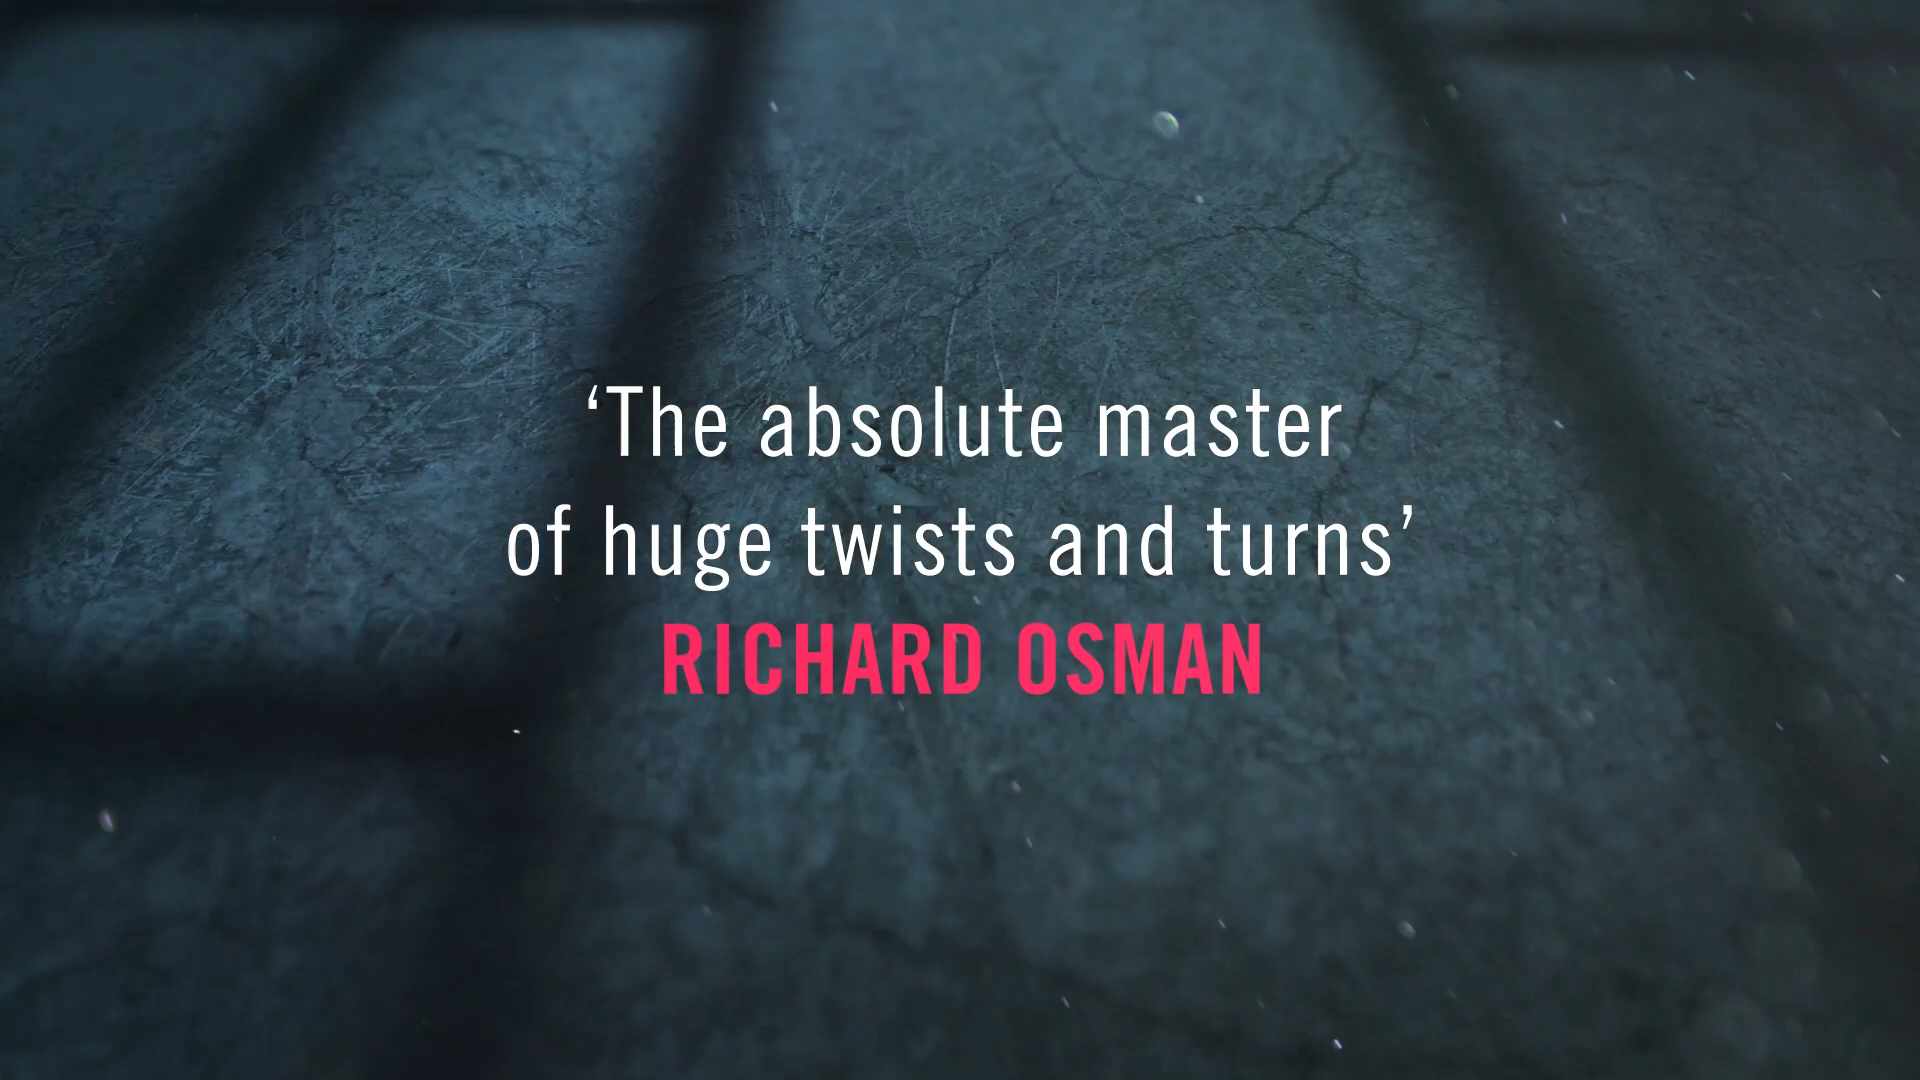 ‘The absolute master
of huge twists and turns’
RICHARD OSMAN